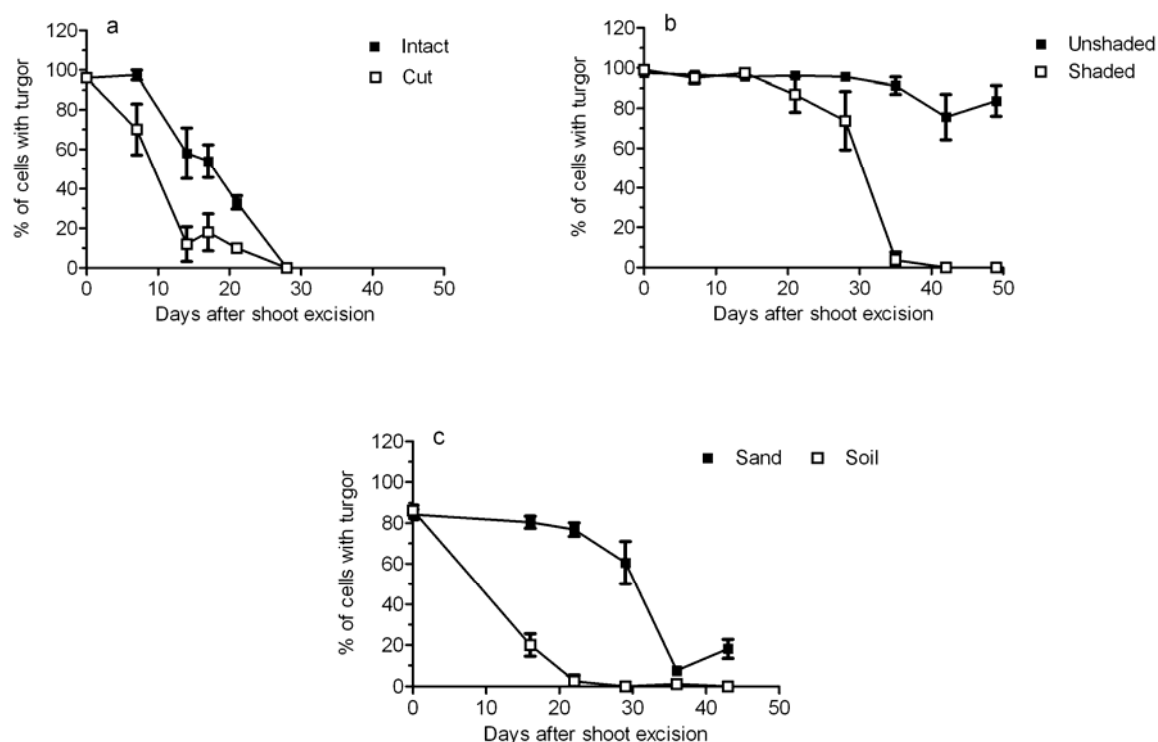 a
120
100
80
60
40
20
0
% of cells with turgor
Intact
Cut
0 10 20 30 40 50
Days after shoot excision
b
120
100
80
60
40
20
0
% of cells with turgor
Unshaded
Shaded
0 10 20 30 40 50
Days after shoot excision
c
120
100
80
60
40
20
0
% of cells with turgor
Sand Soil
0 10 20 30 40 50
Days after shoot excision